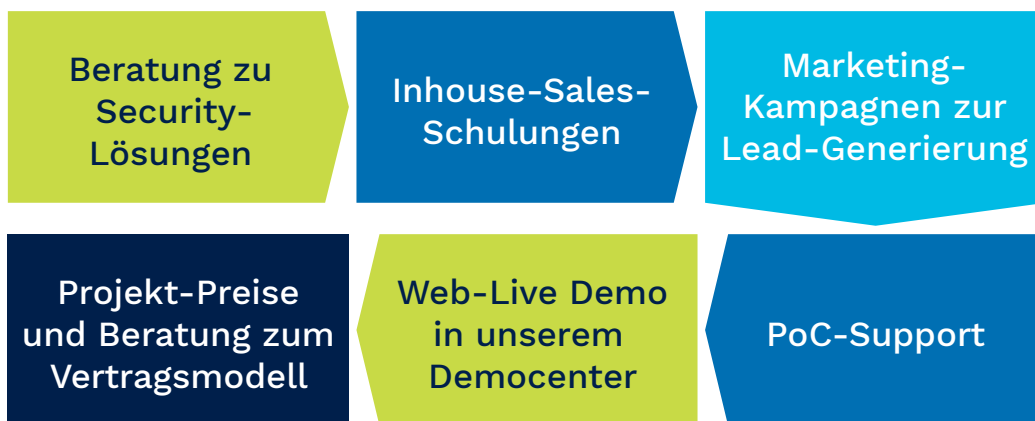 Beratung zu
Security-
Lösungen
Inhouse-Sales-
Schulungen
Marketing-
Kampagnen zur
Lead-Generierung
PoC-Support
Web-Live Demo
in unserem
Democenter
Projekt-Preise
und Beratung zum
Vertragsmodell